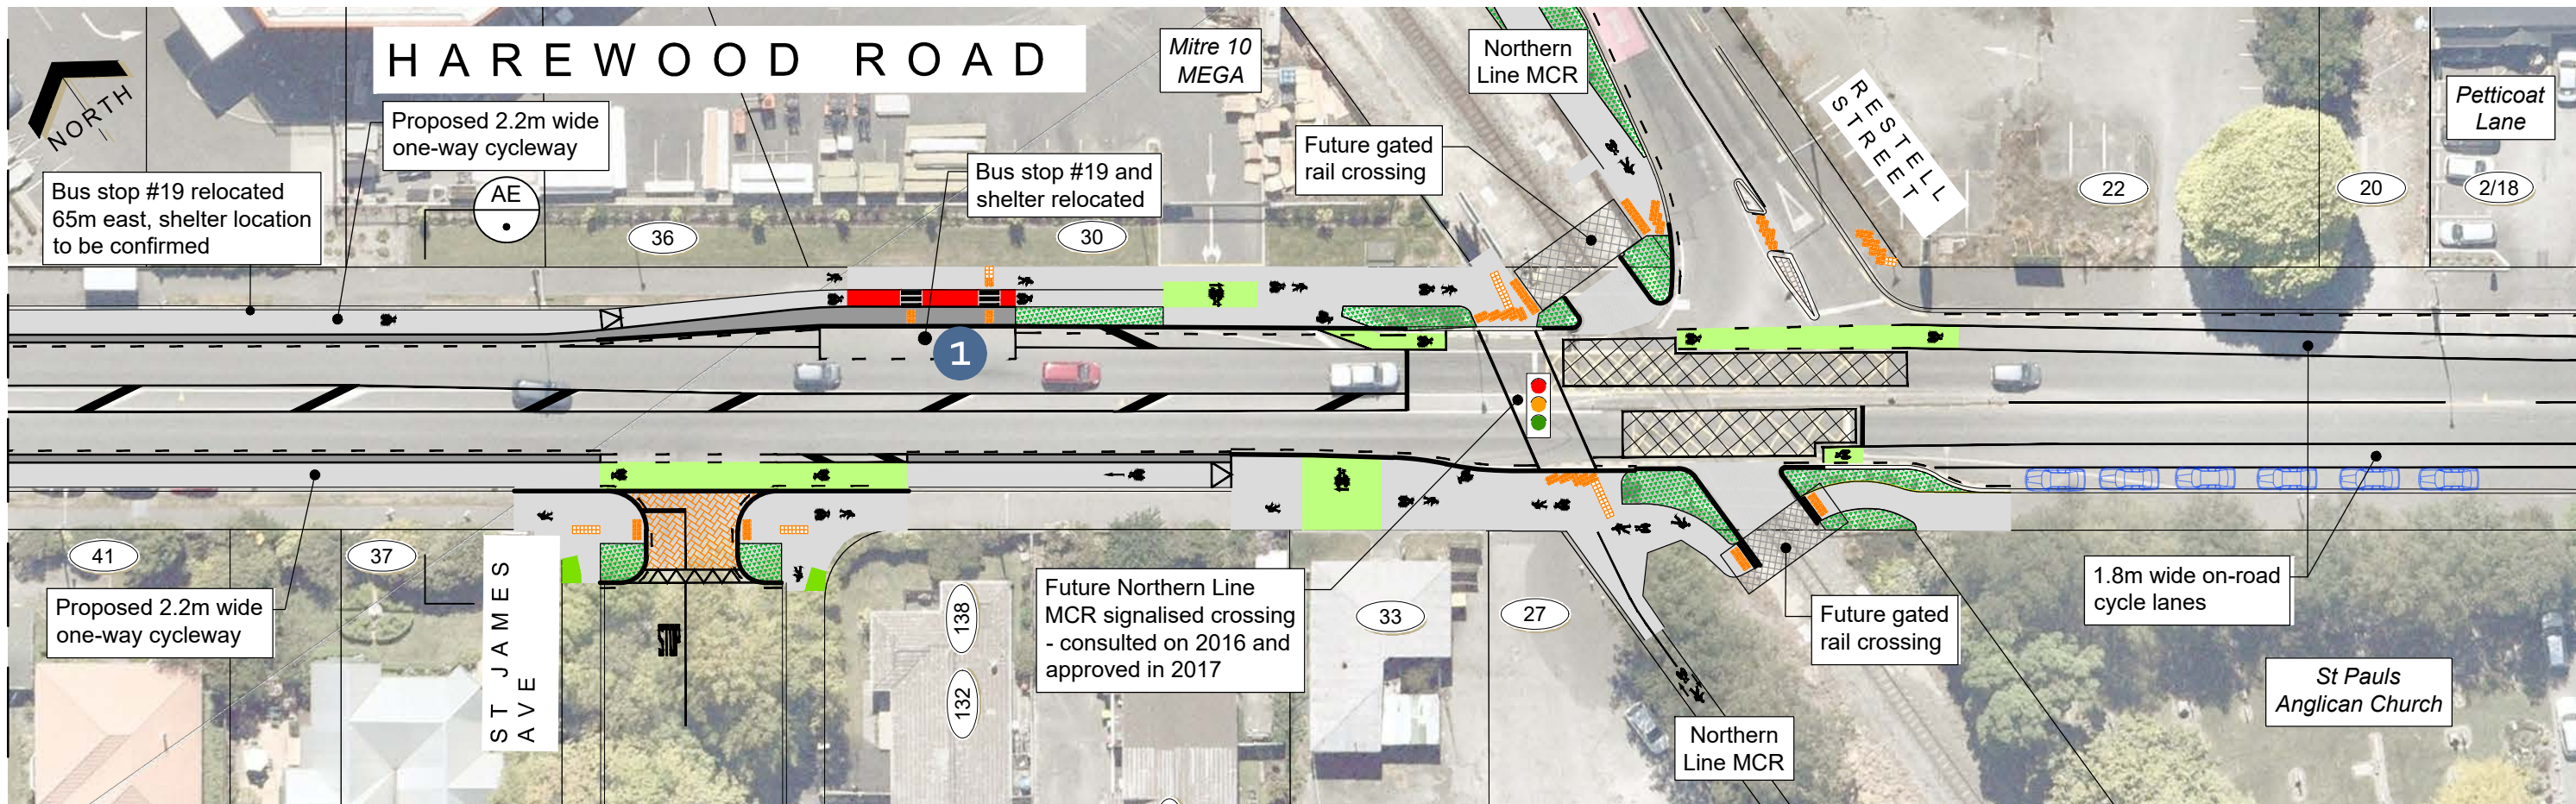 HAREWOOD ROAD
NORTH
Proposed 2.2m wide
one-way cycleway
Bus stop #19 relocated
65m east, shelter location
to be confirmed
AE
36
Bus stop #19 and
shelter relocated
30
Mitre 10
MEGA
Northern
Line MCR
Future gated
rail crossing
RESTELL
STREET
22
20
Petticoat
Lane
2/18
1
41
37
Proposed 2.2m wide
one-way cycleway
ST JAMES
AVE
138
132
Future Northern Line
MCR signalised crossing
- consulted on 2016 and
approved in 2017
33
27
Northern
Line MCR
Future gated
rail crossing
1.8m wide on-road
cycle lanes
St Pauls
Anglican Church